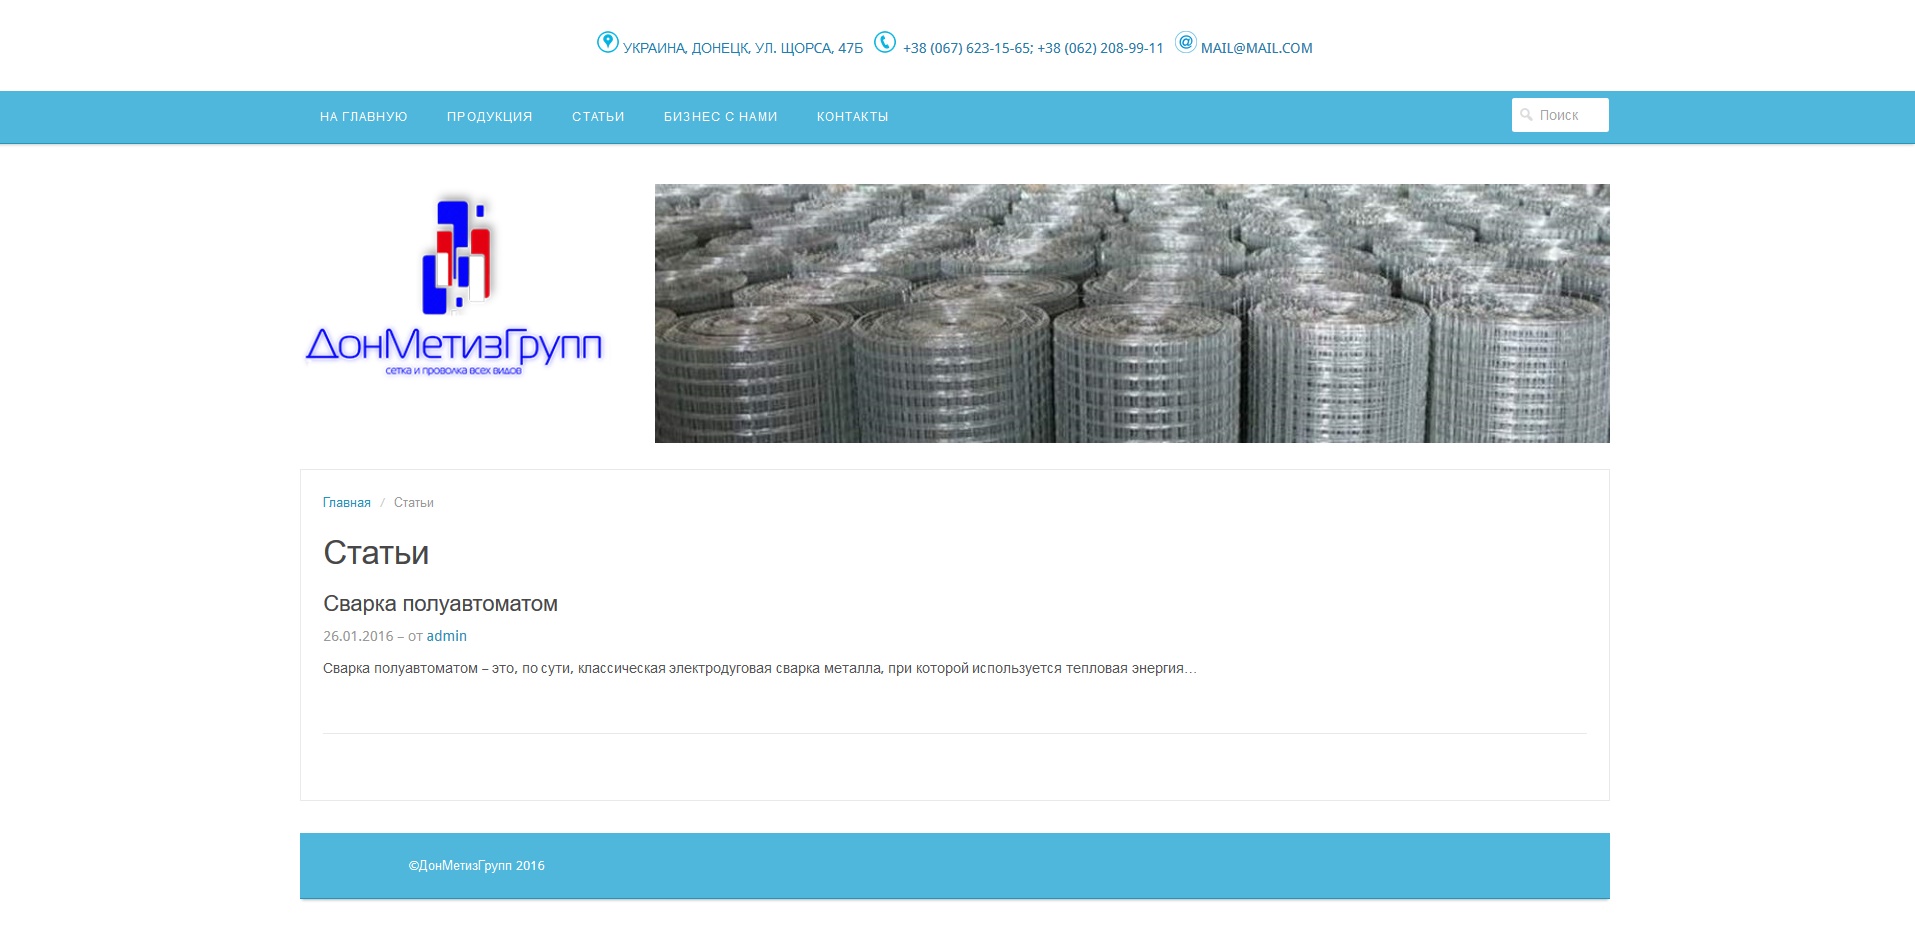 УКРАИНА, ДОНЕЦК, УЛ. ЩОРСА, 47Б +38 (067) 623-15-65; +38 (062) 208-99-11 MAIL@MAIL.COM
НА ГЛАВНУЮ ПРОДУКЦИЯ СТАТЬИ БИЗНЕС С НАМИ КОНТАКТЫ Поиск
ДонМетизГрупп
сетка и проволка всех видов
Главная / Статьи
Статьи
Сварка полуавтоматом
26.01.2016 – от admin
Сварка полуавтоматом – это, по сути, классическая электродуговая сварка металла, при которой используется тепловая энергия…
©ДонМетизГрупп 2016